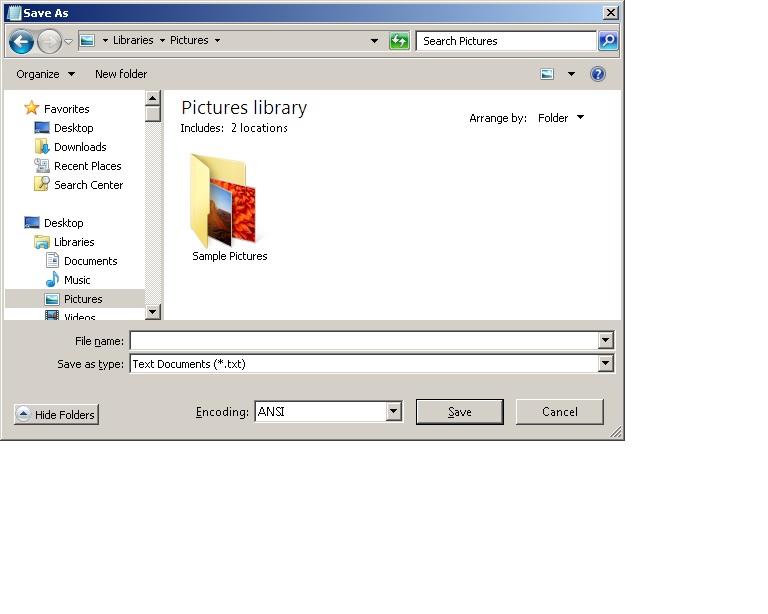 Save As
Libraries Pictures Search Pictures
Organize New folder
Favorites
Desktop
Downloads
Recent Places
Search Center
Desktop
Libraries
Documents
Music
Pictures
Videos
Pictures library
Includes: 2 locations
Arrange by: Folder
Sample Pictures
File name:
Save as type: Text Documents (*.txt)
Hide Folders Encoding: ANSI Save Cancel